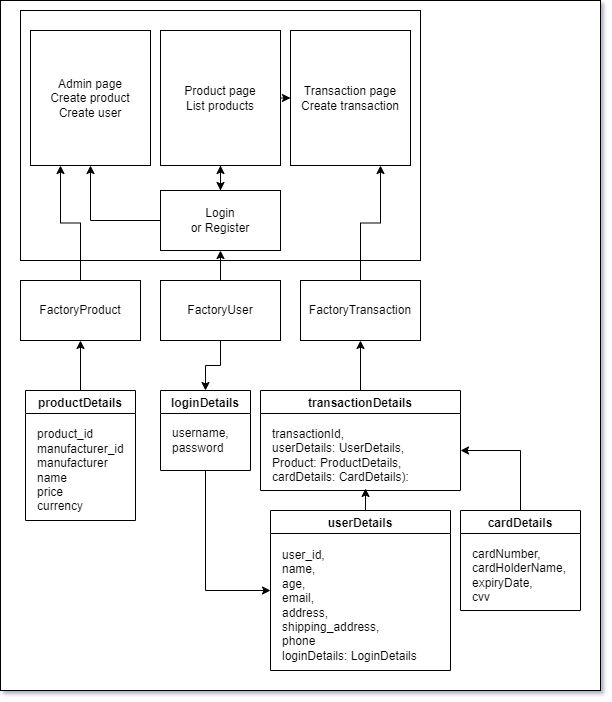 Admin page
Create product
Create user
Product page
List products
Transaction page
Create transaction
Login
or Register
FactoryProduct
FactoryUser
FactoryTransaction
productDetails
product_id
manufacturer_id
manufacturer
name
price
currency
loginDetails
username,
password
transactionDetails
transactionId,
userDetails: UserDetails,
Product: ProductDetails,
cardDetails: CardDetails):
userDetails
user_id,
name,
age,
email,
address,
shipping_address,
phone
loginDetails: LoginDetails
cardDetails
cardNumber,
cardHolderName,
expiryDate,
cvv